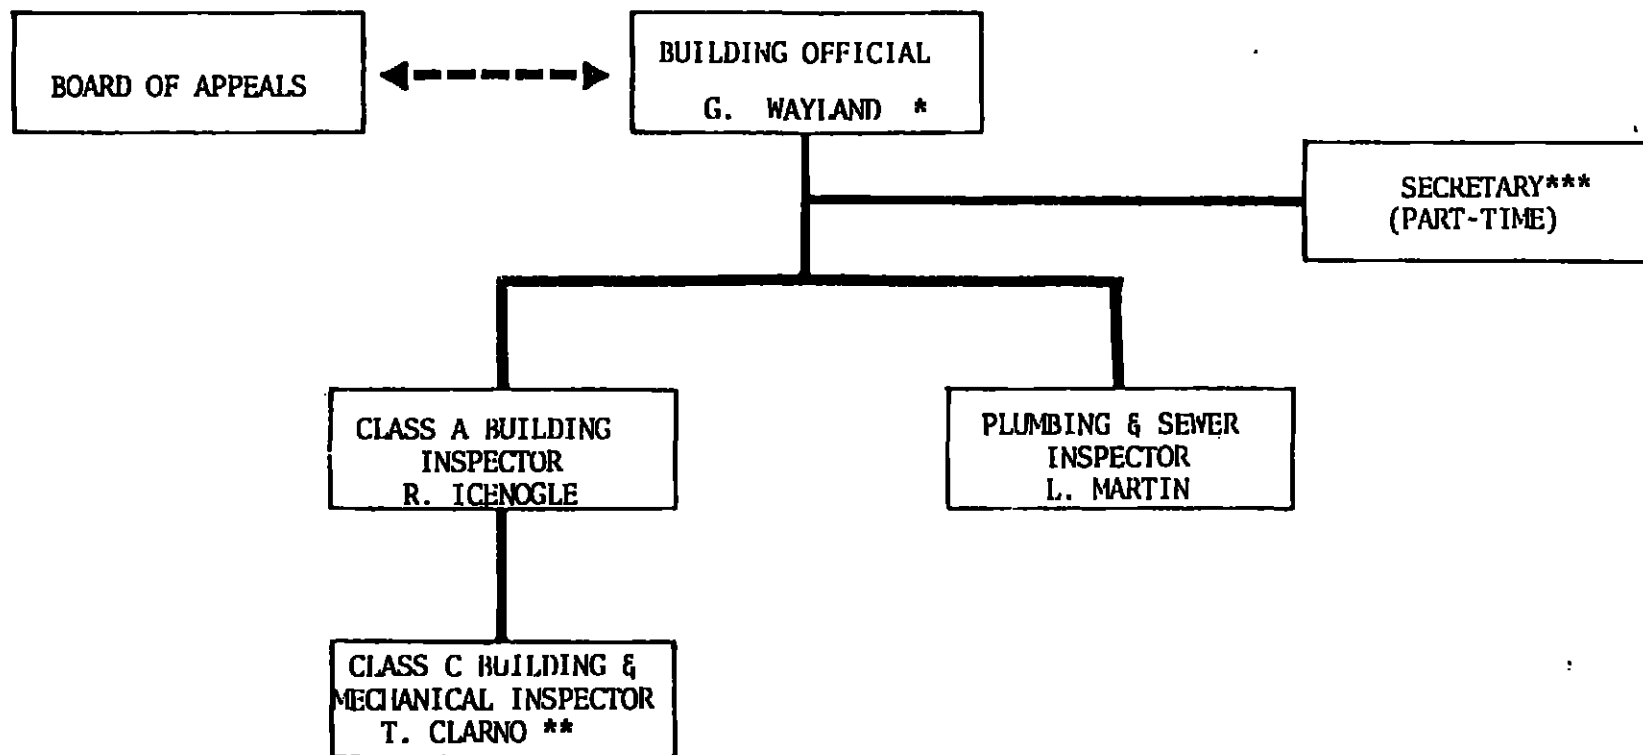 BOARD OF APPEALS
BUILDING OFFICIAL
G. WAYLAND *
SECRETARY***
(PART-TIME)
CLASS A BUILDING
INSPECTOR
R. ICENOGLE
PLUMBING & SEWER
INSPECTOR
L. MARTIN
CLASS C BUILDING &
MECHANICAL INSPECTOR
T. CLARNO **